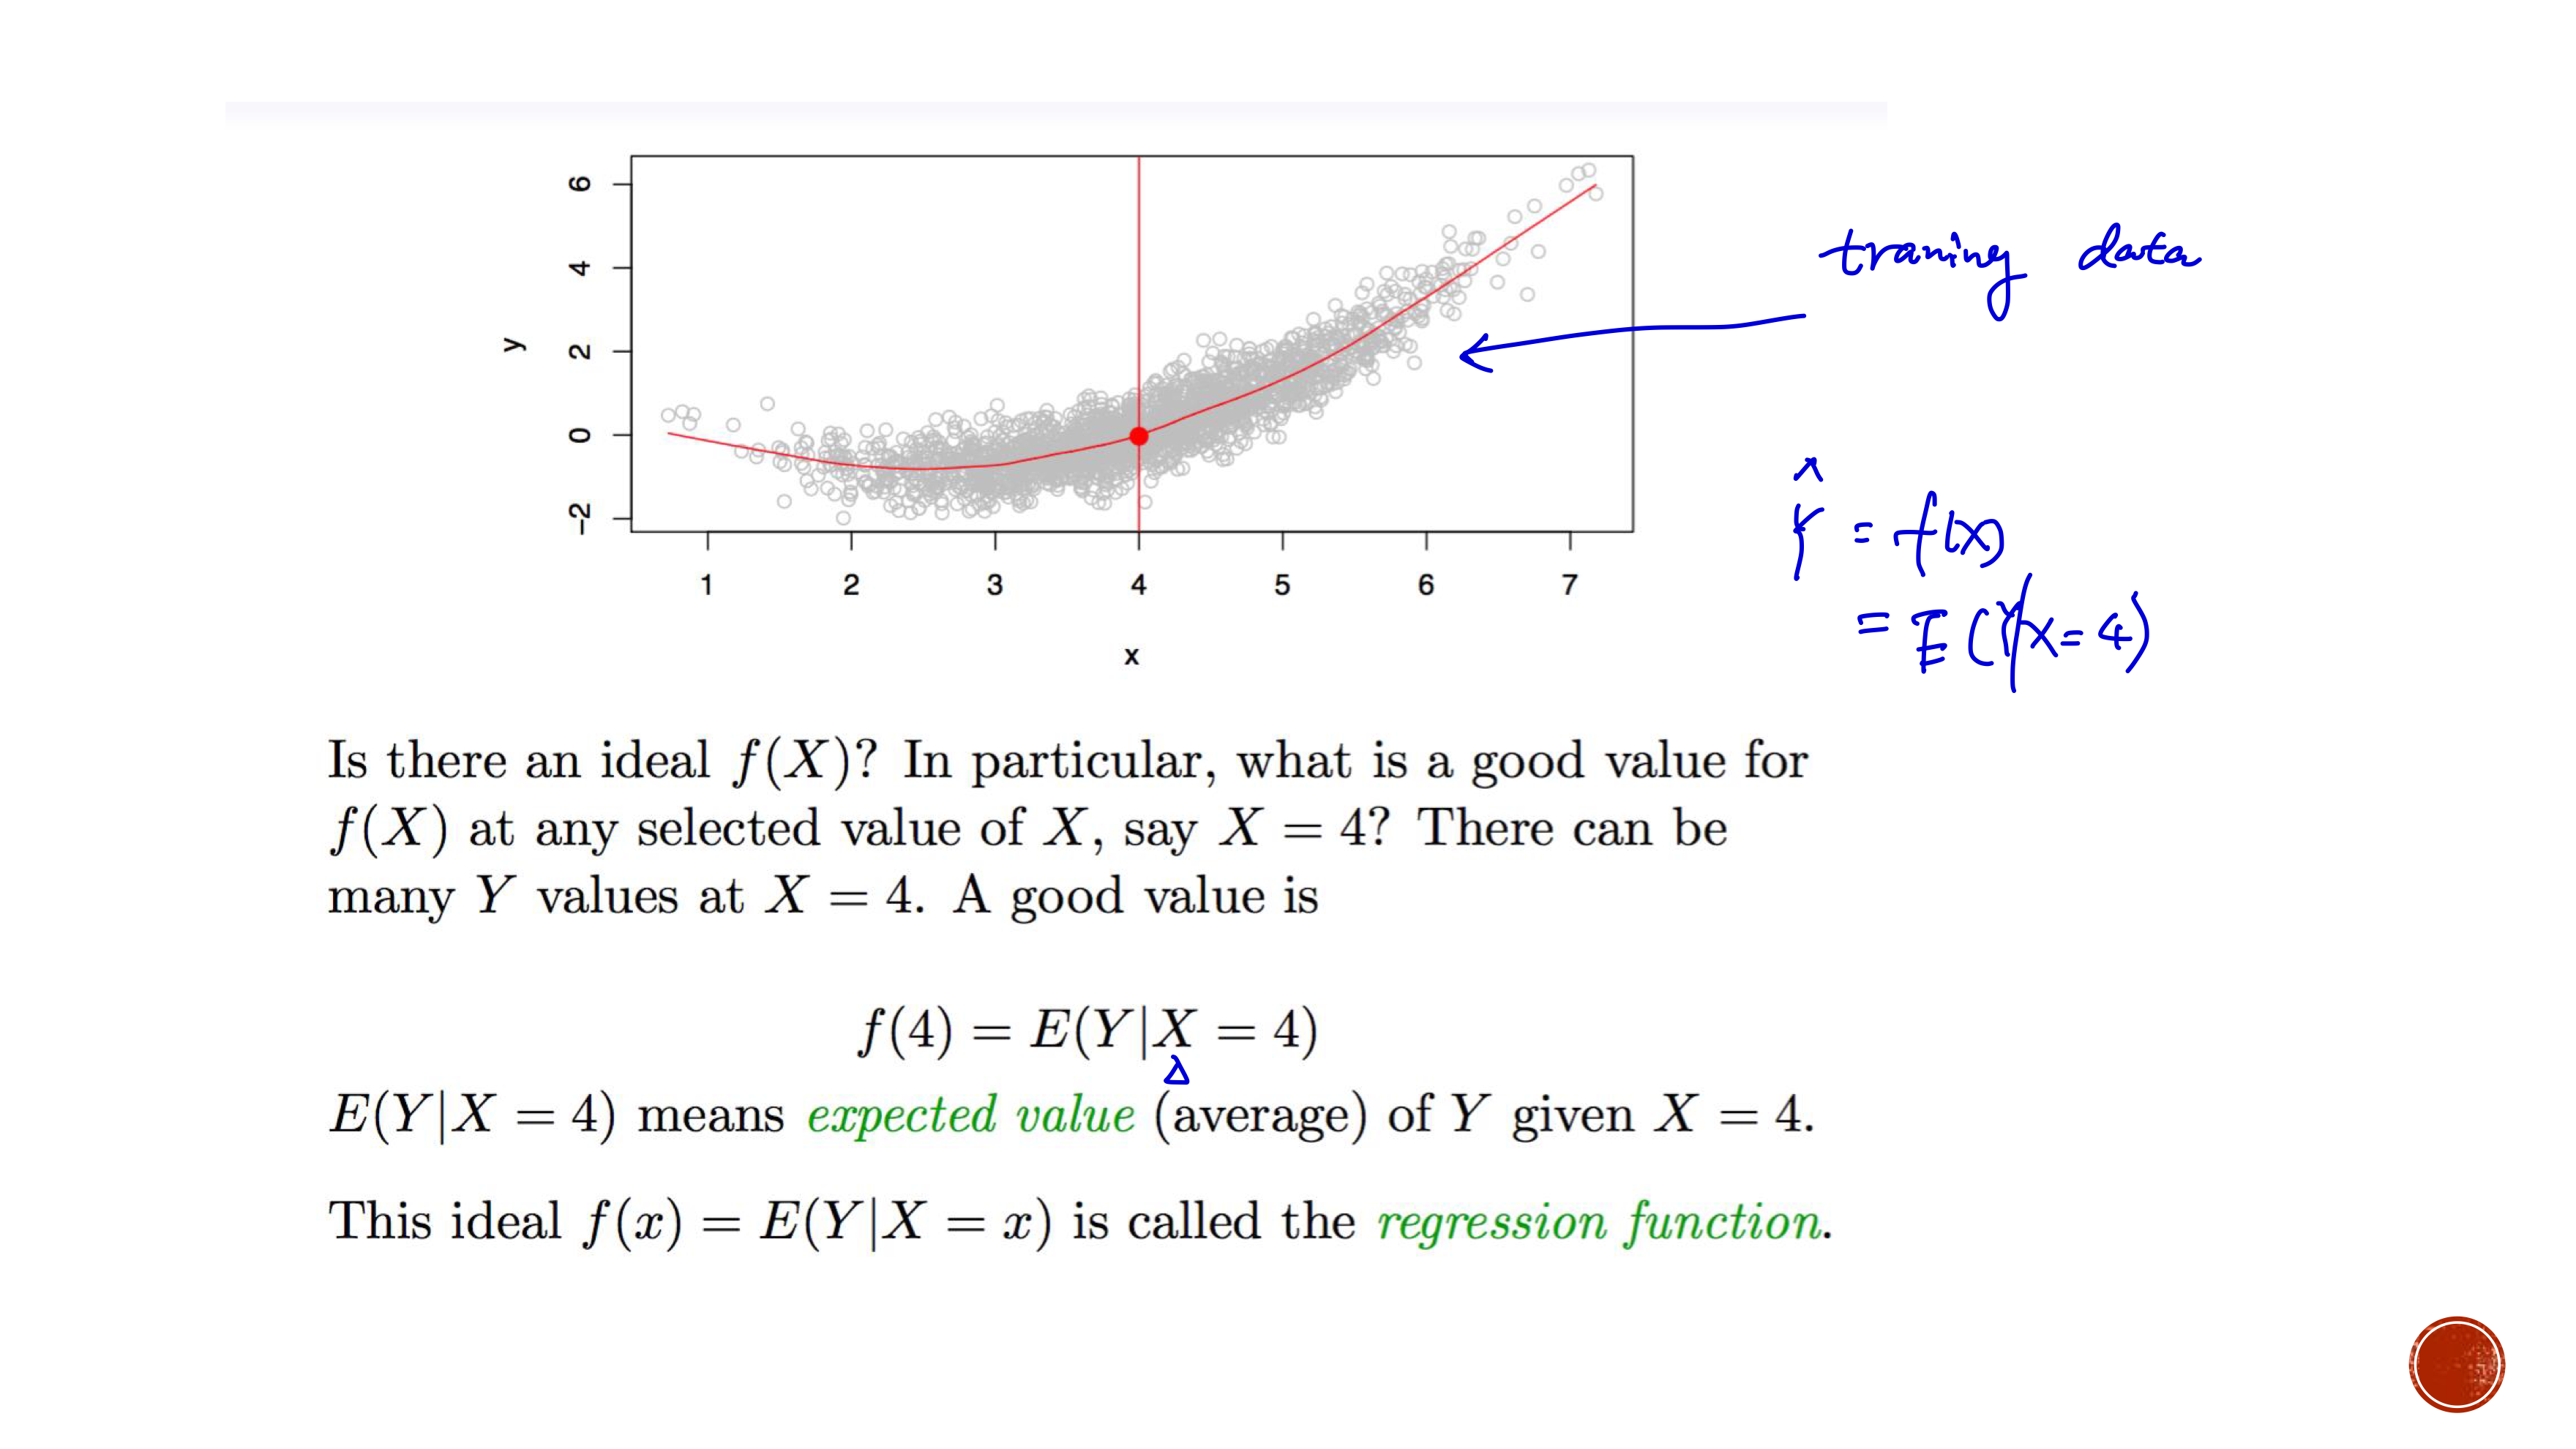 6
4
2
0
−2
y
1 2 3 4 5 6 7
x
traning data
Ŷ = f(x)
= E(Y|X=4)
Is there an ideal f(X)? In particular, what is a good value for
f(X) at any selected value of X, say X = 4? There can be
many Y values at X = 4. A good value is
f(4) = E(Y|X = 4)
Δ
E(Y|X = 4) means expected value (average) of Y given X = 4.
This ideal f(x) = E(Y|X = x) is called the regression function.